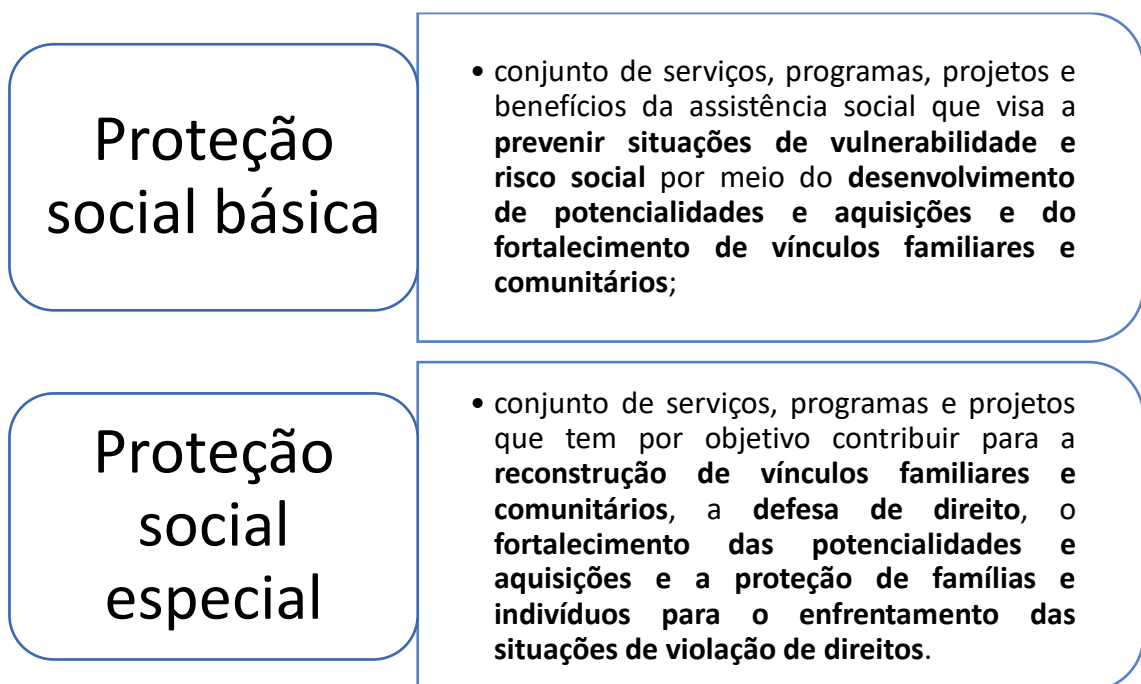 Proteção
social básica
• conjunto de serviços, programas, projetos e
benefícios da assistência social que visa a
prevenir situações de vulnerabilidade e
risco social por meio do desenvolvimento
de potencialidades e aquisições e do
fortalecimento de vínculos familiares e
comunitários;
Proteção
social
especial
• conjunto de serviços, programas e projetos
que tem por objetivo contribuir para a
reconstrução de vínculos familiares e
comunitários, a defesa de direito, o
fortalecimento das potencialidades e
aquisições e a proteção de famílias e
indivíduos para o enfrentamento das
situações de violação de direitos.